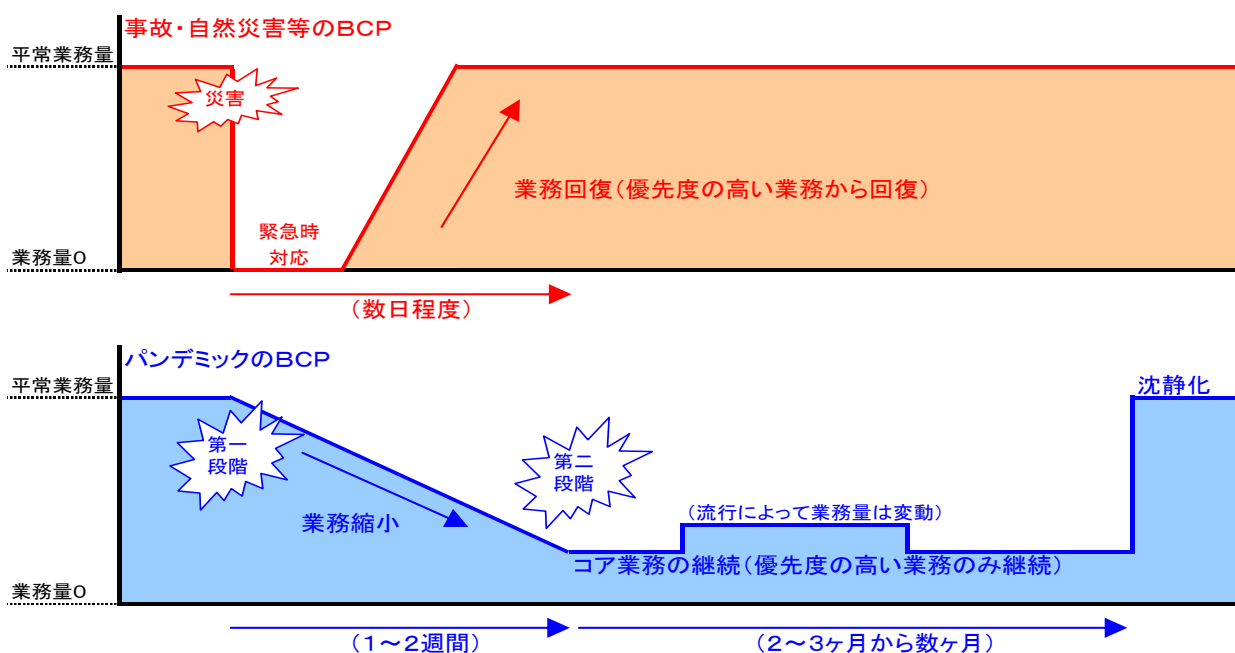 事故・自然災害等のBCP
平常業務量
災害
業務回復(優先度の高い業務から回復)
緊急時
対応
業務量0
(数日程度)
パンデミックのBCP
平常業務量
沈静化
第一
段階
第二
段階
業務縮小
(流行によって業務量は変動)
コア業務の継続(優先度の高い業務のみ継続)
業務量0
(1~2週間)
(2~3ヶ月から数ヶ月)